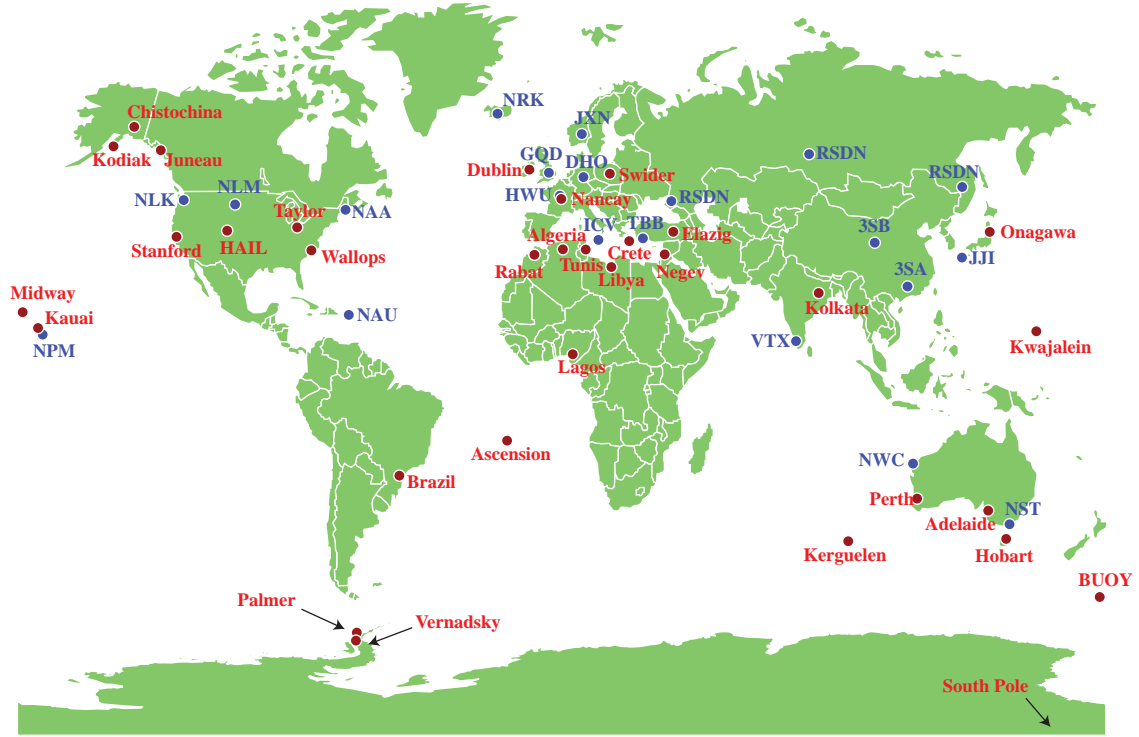 NRK
Chistochina
JXN
Kodiak
Juneau
GQD
DHO
RSDN
Dublin
Swider
RSDN
NLK
NLM
HWU
Nancay
RSDN
Taylor
NAA
ICV
TBB
Algeria
Elazig
3SB
Onagawa
Stanford
HAIL
Wallops
Rabat
Tunis
Crete
Libya
Negev
3SA
JJI
Midway
Kauai
NPM
NAU
Kolkata
VTX
Kwajalein
Lagos
Ascension
Brazil
NWC
Perth
Adelaide
NST
Kerguelen
Hobart
BUOY
Palmer
Vernadsky
South Pole